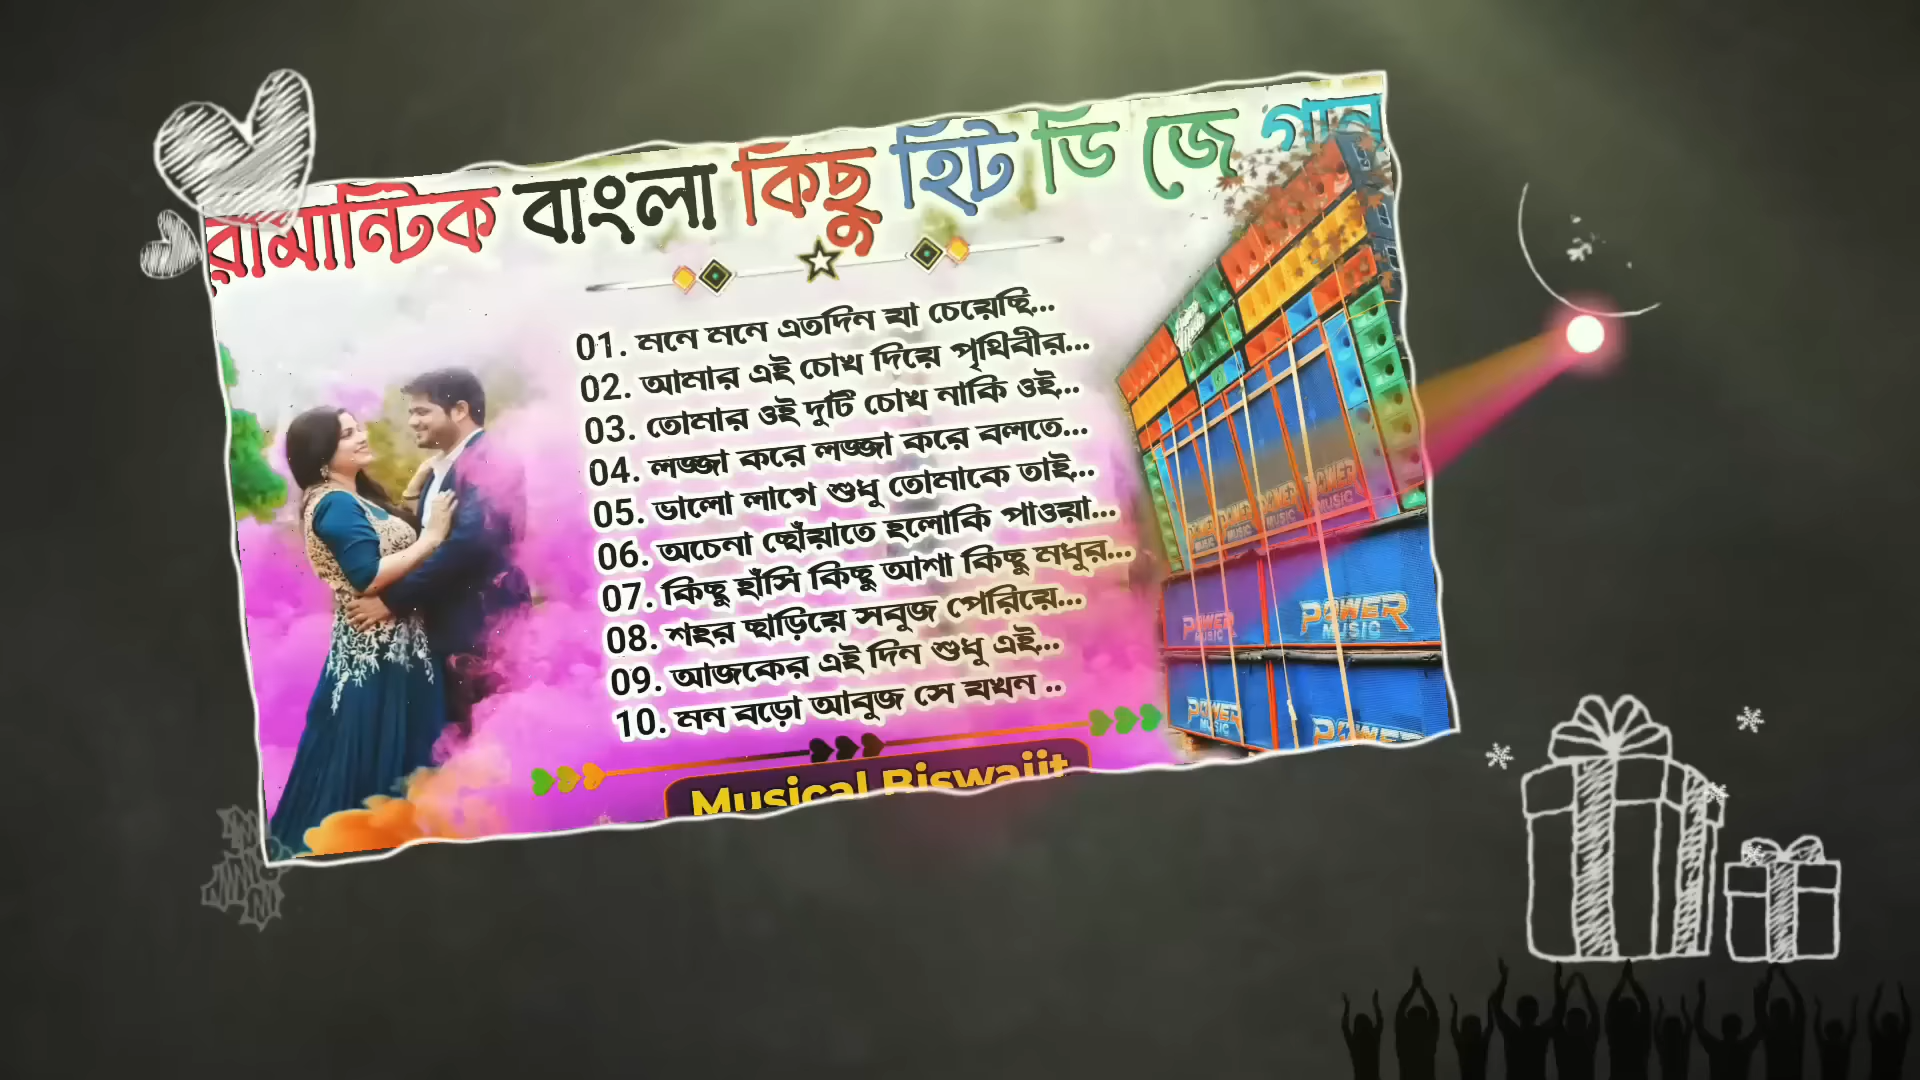 রোমান্টিক বাংলা কিছু হিট ডি জে গান
01. মনে মনে এতদিন যা চেয়েছি...
02. আমার এই চোখ দিয়ে পৃথিবীর...
03. তোমার ওই দুটি চোখ নাকি ওই...
04. লজ্জা করে লজ্জা করে বলতে...
05. ভালো লাগে শুধু তোমাকে তাই...
06. অচেনা ছোঁয়াতে হলোকি পাওয়া...
07. কিছু হাঁসি কিছু আশা কিছু মধুর...
08. শহর ছাড়িয়ে সবুজ পেরিয়ে...
09. আজকের এই দিন শুধু এই...
10. মন বড়ো আবুজ সে যখন ..
POWER MUSIC
POWER MUSIC
POWER MUSIC
POWER
Musical Biswajit